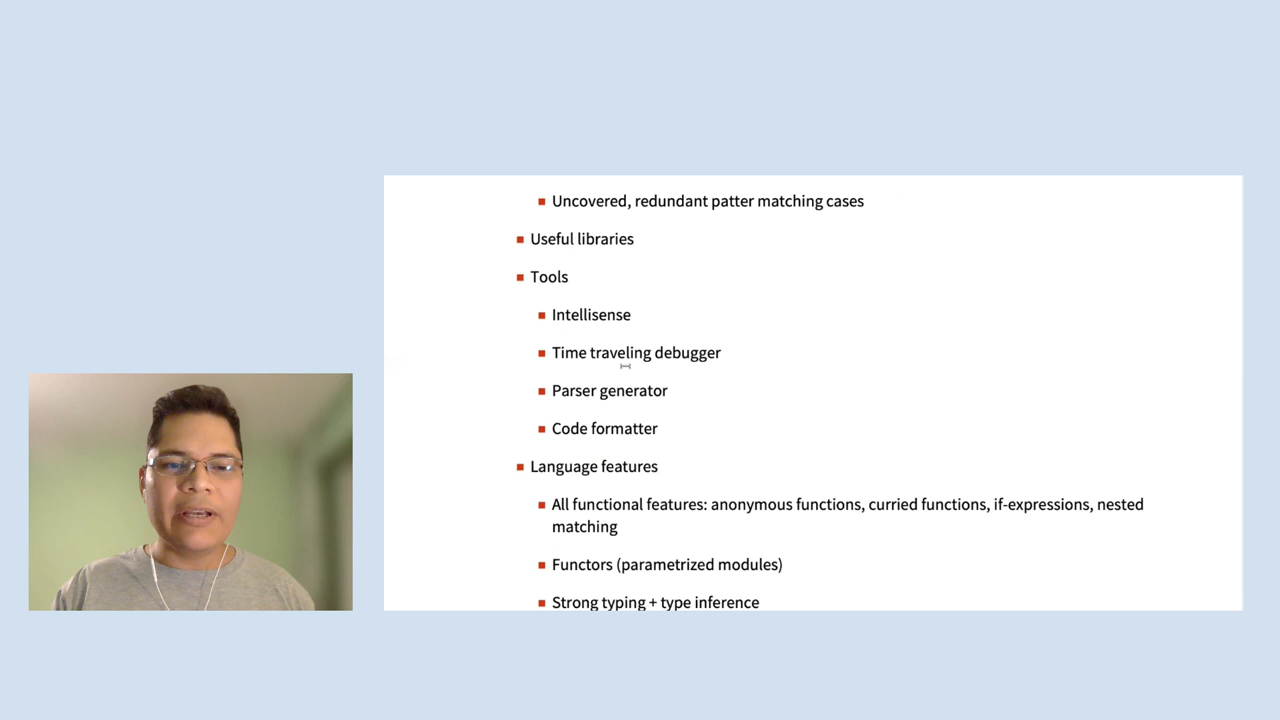 Uncovered, redundant patter matching cases
Useful libraries
Tools
Intellisense
Time traveling debugger
Parser generator
Code formatter
Language features
All functional features: anonymous functions, curried functions, if-expressions, nested
matching
Functors (parametrized modules)
Strong typing + type inference